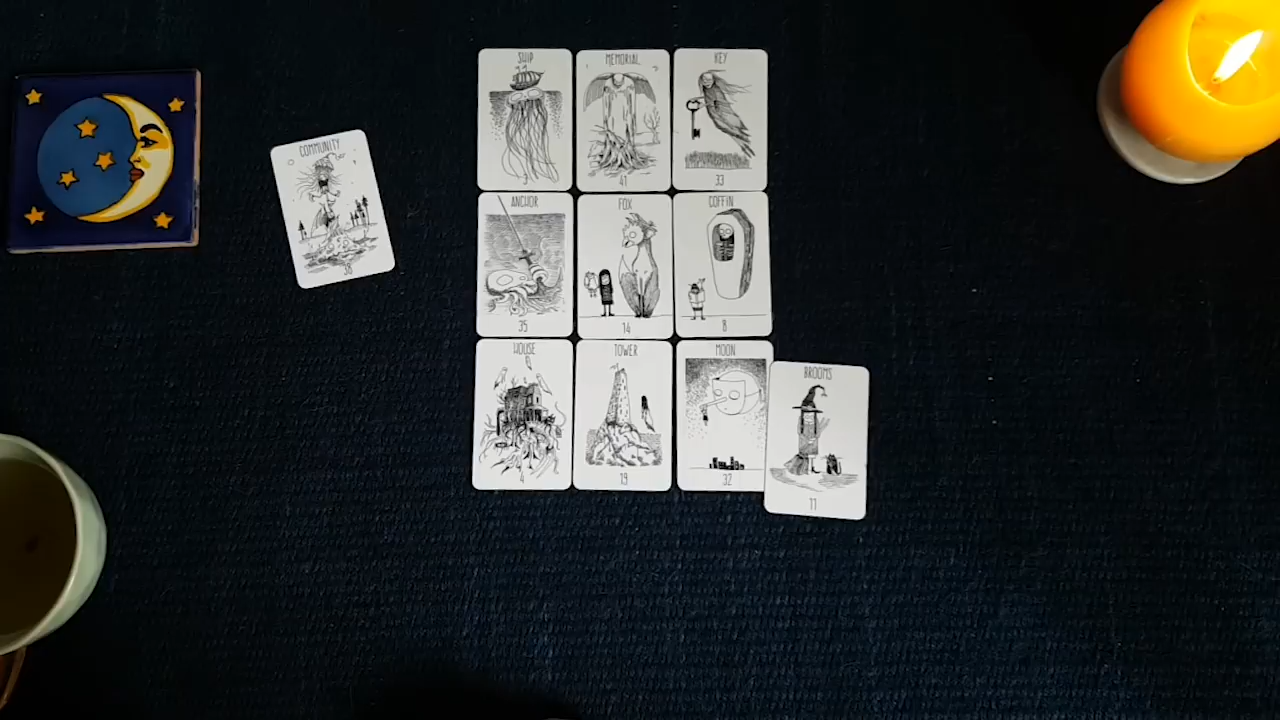 SHIP
3
MEMORIAL
41
KEY
33
COMMUNITY
ANCHOR
35
FOX
14
COFFIN
8
HOUSE
4
TOWER
19
MOON
32
BROOMS
11